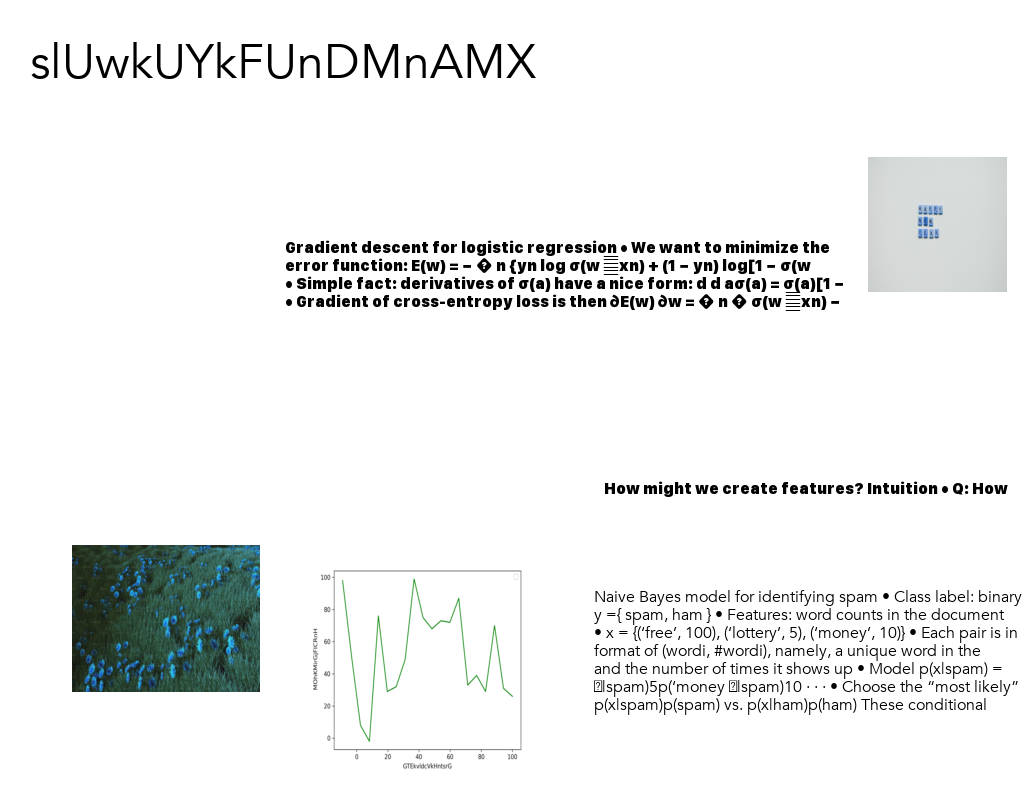 slUwkUYkFUnDMnAMX
Gradient descent for logistic regression • We want to minimize the
error function: E(w) = − � n {yn log σ(w xn) + (1 − yn) log[1 − σ(w
• Simple fact: derivatives of σ(a) have a nice form: d d aσ(a) = σ(a)[1 −
• Gradient of cross-entropy loss is then ∂E(w) ∂w = � n � σ(w xn) −
How might we create features? Intuition • Q: How
Naive Bayes model for identifying spam • Class label: binary
y ={ spam, ham } • Features: word counts in the document
• x = {(‘free’, 100), (‘lottery’, 5), (‘money’, 10)} • Each pair is in
format of (wordi, #wordi), namely, a unique word in the
and the number of times it shows up • Model p(x|spam) =
|spam)5p(‘money |spam)10 · · · • Choose the “most likely”
p(x|spam)p(spam) vs. p(x|ham)p(ham) These conditional
100
80
60
40
20
0
0 20 40 60 80 100